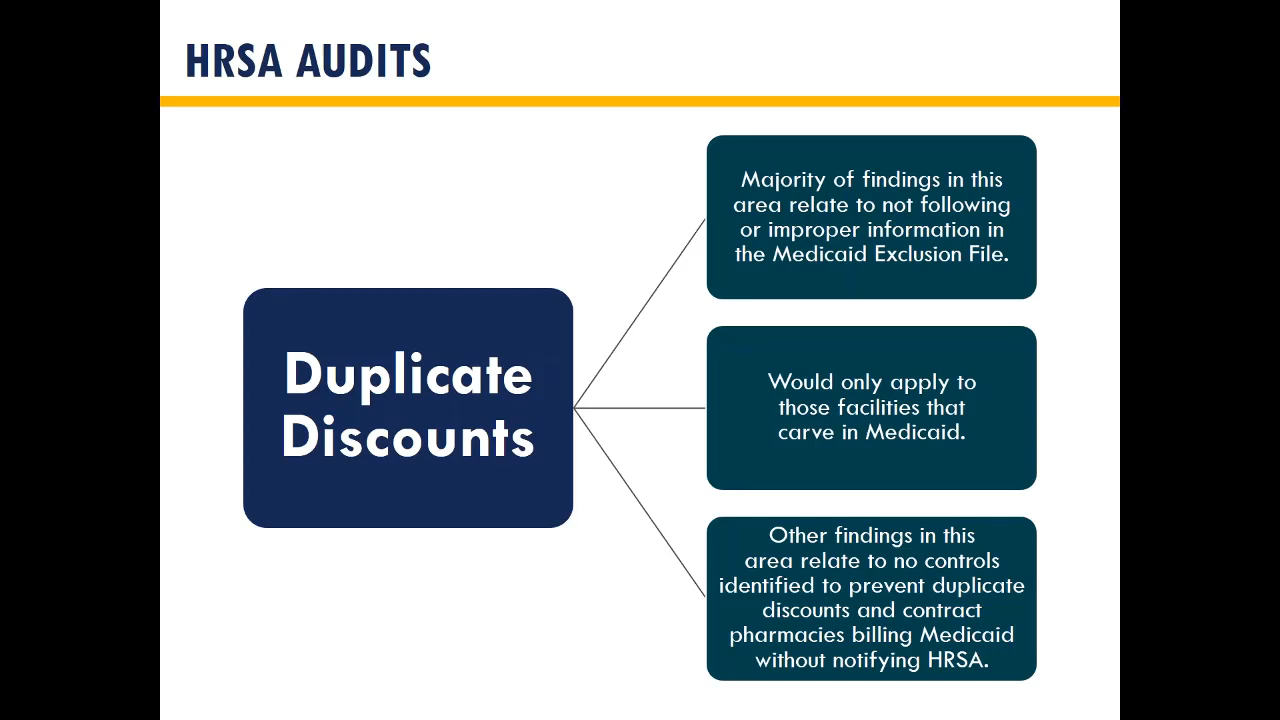 HRSA AUDITS
Duplicate
Discounts
Majority of findings in this
area relate to not following
or improper information in
the Medicaid Exclusion File.
Would only apply to
those facilities that
carve in Medicaid.
Other findings in this
area relate to no controls
identified to prevent duplicate
discounts and contract
pharmacies billing Medicaid
without notifying HRSA.